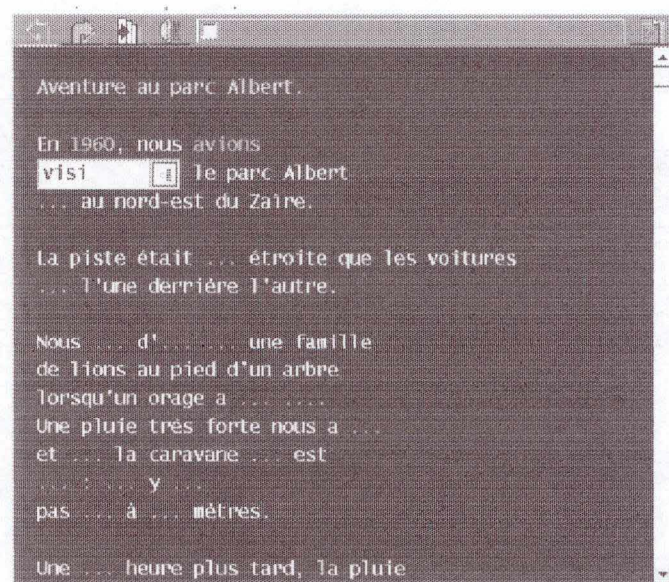 Aventure au parc Albert.
En 1960, nous avions
visi le parc Albert
... au nord-est du Zaïre.
La piste était ... étroite que les voitures
... l'une derrière l'autre.
Nous ... d'... ... une famille
de lions au pied d'un arbre
lorsqu'un orage a ... ....
Une pluie très forte nous a ...
et ... la caravane ... est
... : ... y ...
pas ... à ... mètres.
Une ... heure plus tard, la pluie